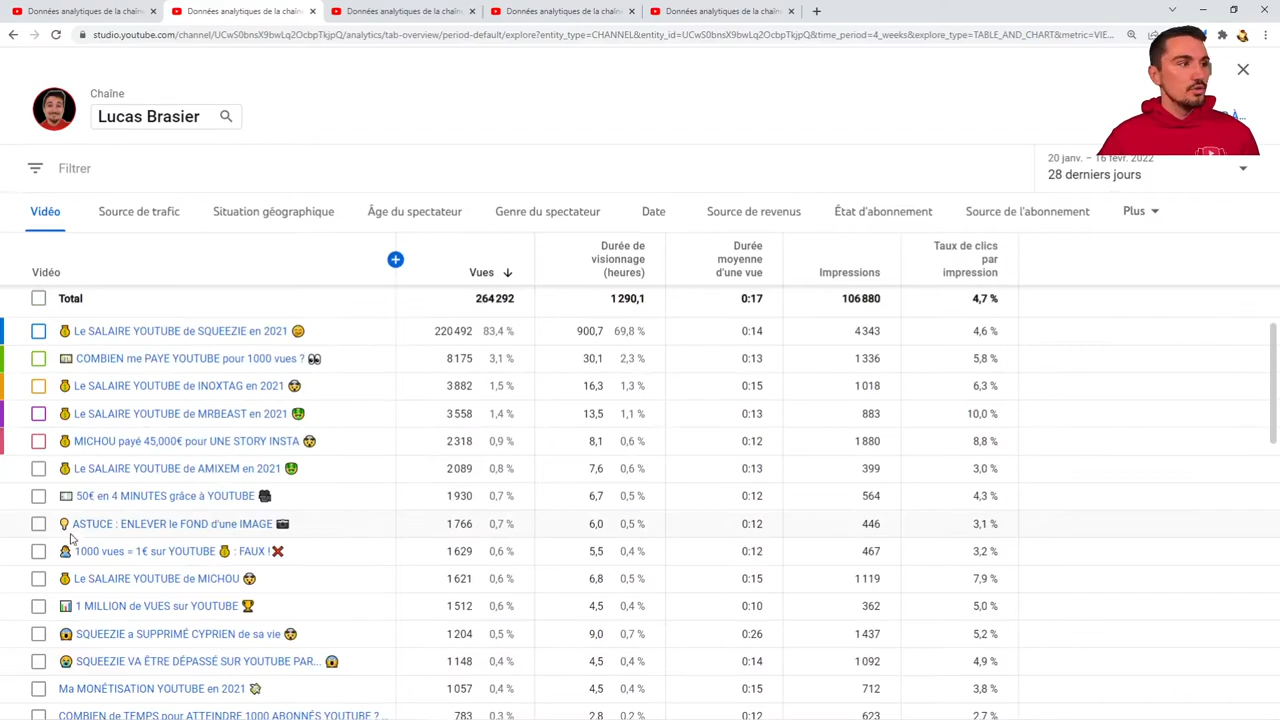 Données analytiques de la chaîne
Données analytiques de la chaîne
Données analytiques de la chaîne
Données analytiques de la chaîne
Données analytiques de la chaîne
studio.youtube.com/channel/UCwS0bnsX9bwLq2OcbpTkjpQ/analytics/tab-overview/period-default/explore?entity_type=CHANNEL&entity_id=UCwS0bnsX9bwLq2OcbpTkjpQ&time_period=4_weeks&explore_type=TABLE_AND_CHART&metric=VIE...
Chaîne
Lucas Brasier
Filtrer
20 janv. – 16 févr. 2022
28 derniers jours
Vidéo Source de trafic Situation géographique Âge du spectateur Genre du spectateur Date Source de revenus État d'abonnement Source de l'abonnement Plus
Vidéo Vues Durée de visionnage (heures) Durée moyenne d'une vue Impressions Taux de clics par impression
Total 264 292 1 290,1 0:17 106 880 4,7 %
💰 Le SALAIRE YOUTUBE de SQUEEZIE en 2021 220 492 83,4 % 900,7 69,8 % 0:14 4 343 4,6 %
COMBIEN me PAYE YOUTUBE pour 1000 vues ? 👀 8 175 3,1 % 30,1 2,3 % 0:13 1 336 5,8 %
💰 Le SALAIRE YOUTUBE de INOXTAG en 2021 3 882 1,5 % 16,3 1,3 % 0:15 1 018 6,3 %
💰 Le SALAIRE YOUTUBE de MRBEAST en 2021 3 558 1,4 % 13,5 1,1 % 0:13 883 10,0 %
MICHOU payé 45,000€ pour UNE STORY INSTA 2 318 0,9 % 8,1 0,6 % 0:12 1 880 8,8 %
💰 Le SALAIRE YOUTUBE de AMIXEM en 2021 2 089 0,8 % 7,6 0,6 % 0:13 399 3,0 %
50€ en 4 MINUTES grâce à YOUTUBE 1 930 0,7 % 6,7 0,5 % 0:12 564 4,3 %
💡 ASTUCE : ENLEVER le FOND d'une IMAGE 📷 1 766 0,7 % 6,0 0,5 % 0:12 446 3,1 %
1000 vues = 1€ sur YOUTUBE 💰 : FAUX !❌ 1 629 0,6 % 5,5 0,4 % 0:12 467 3,2 %
💰 Le SALAIRE YOUTUBE de MICHOU 1 621 0,6 % 6,8 0,5 % 0:15 1 119 7,9 %
📊 1 MILLION de VUES sur YOUTUBE 🏆 1 512 0,6 % 4,5 0,4 % 0:10 362 5,0 %
😱 SQUEEZIE a SUPPRIMÉ CYPRIEN de sa vie 1 204 0,5 % 9,0 0,7 % 0:26 1 437 5,2 %
😭 SQUEEZIE VA ÊTRE DÉPASSÉ SUR YOUTUBE PAR... 😱 1 148 0,4 % 4,5 0,4 % 0:14 1 092 4,9 %
Ma MONÉTISATION YOUTUBE en 2021 💸 1 057 0,4 % 4,5 0,4 % 0:15 712 3,8 %
COMBIEN de TEMPS pour ATTEINDRE 1000 ABONNÉS YOUTUBE ?... 783 0,3 % 2,8 0,2 % 0:12 623 2,7 %